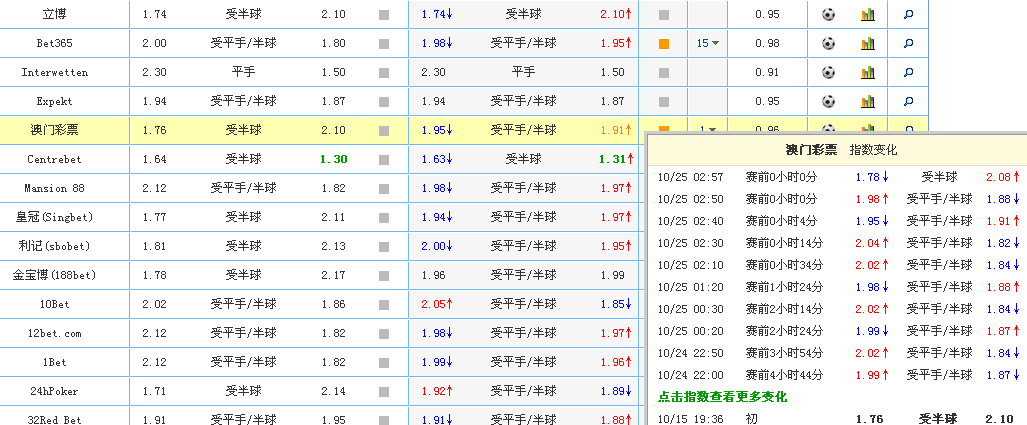 立博 1.74 受半球 2.10 1.74↓ 受半球 2.10↑ 0.95
Bet365 2.00 受平手/半球 1.80 1.98↓ 受平手/半球 1.95↑ 15 0.98
Interwetten 2.30 平手 1.50 2.30 平手 1.50 0.91
Expekt 1.94 受平手/半球 1.87 1.94 受平手/半球 1.87 0.95
澳门彩票 1.76 受半球 2.10 1.95↓ 受平手/半球 1.91↑ 1 0.96
Centrebet 1.64 受半球 1.30 1.63↓ 受半球 1.31↑
Mansion 88 2.12 受平手/半球 1.82 1.98↓ 受平手/半球 1.97↑
皇冠(Singbet) 1.77 受半球 2.11 1.94↓ 受平手/半球 1.97↑
利记(sbobet) 1.81 受半球 2.13 2.00↓ 受平手/半球 1.95↑
金宝博(188bet) 1.78 受半球 2.17 1.96 受平手/半球 1.99
10Bet 2.02 受平手/半球 1.86 2.05↑ 受平手/半球 1.85↓
12bet.com 2.12 受平手/半球 1.82 1.98↓ 受平手/半球 1.97↑
1Bet 2.12 受平手/半球 1.82 1.99↓ 受平手/半球 1.96↑
24hPoker 1.71 受半球 2.14 1.92↑ 受平手/半球 1.89↓
32Red Bet 1.91 受平手/半球 1.95 1.91↓ 受平手/半球 1.88↑
澳门彩票 指数变化
10/25 02:57 赛前0小时0分 1.78↓ 受半球 2.08↑
10/25 02:50 赛前0小时0分 1.98↑ 受平手/半球 1.88↓
10/25 02:40 赛前0小时4分 1.95↓ 受平手/半球 1.91↑
10/25 02:30 赛前0小时14分 2.04↑ 受平手/半球 1.82↓
10/25 02:10 赛前0小时34分 2.02↑ 受平手/半球 1.84↓
10/25 01:20 赛前1小时24分 1.98↓ 受平手/半球 1.88↑
10/25 00:30 赛前2小时14分 2.02↑ 受平手/半球 1.84↓
10/25 00:20 赛前2小时24分 1.99↓ 受平手/半球 1.87↑
10/24 22:50 赛前3小时54分 2.02↑ 受平手/半球 1.84↓
10/24 22:00 赛前4小时44分 1.99↑ 受平手/半球 1.87↓
点击指数查看更多变化
10/15 19:36 初 1.76 受半球 2.10